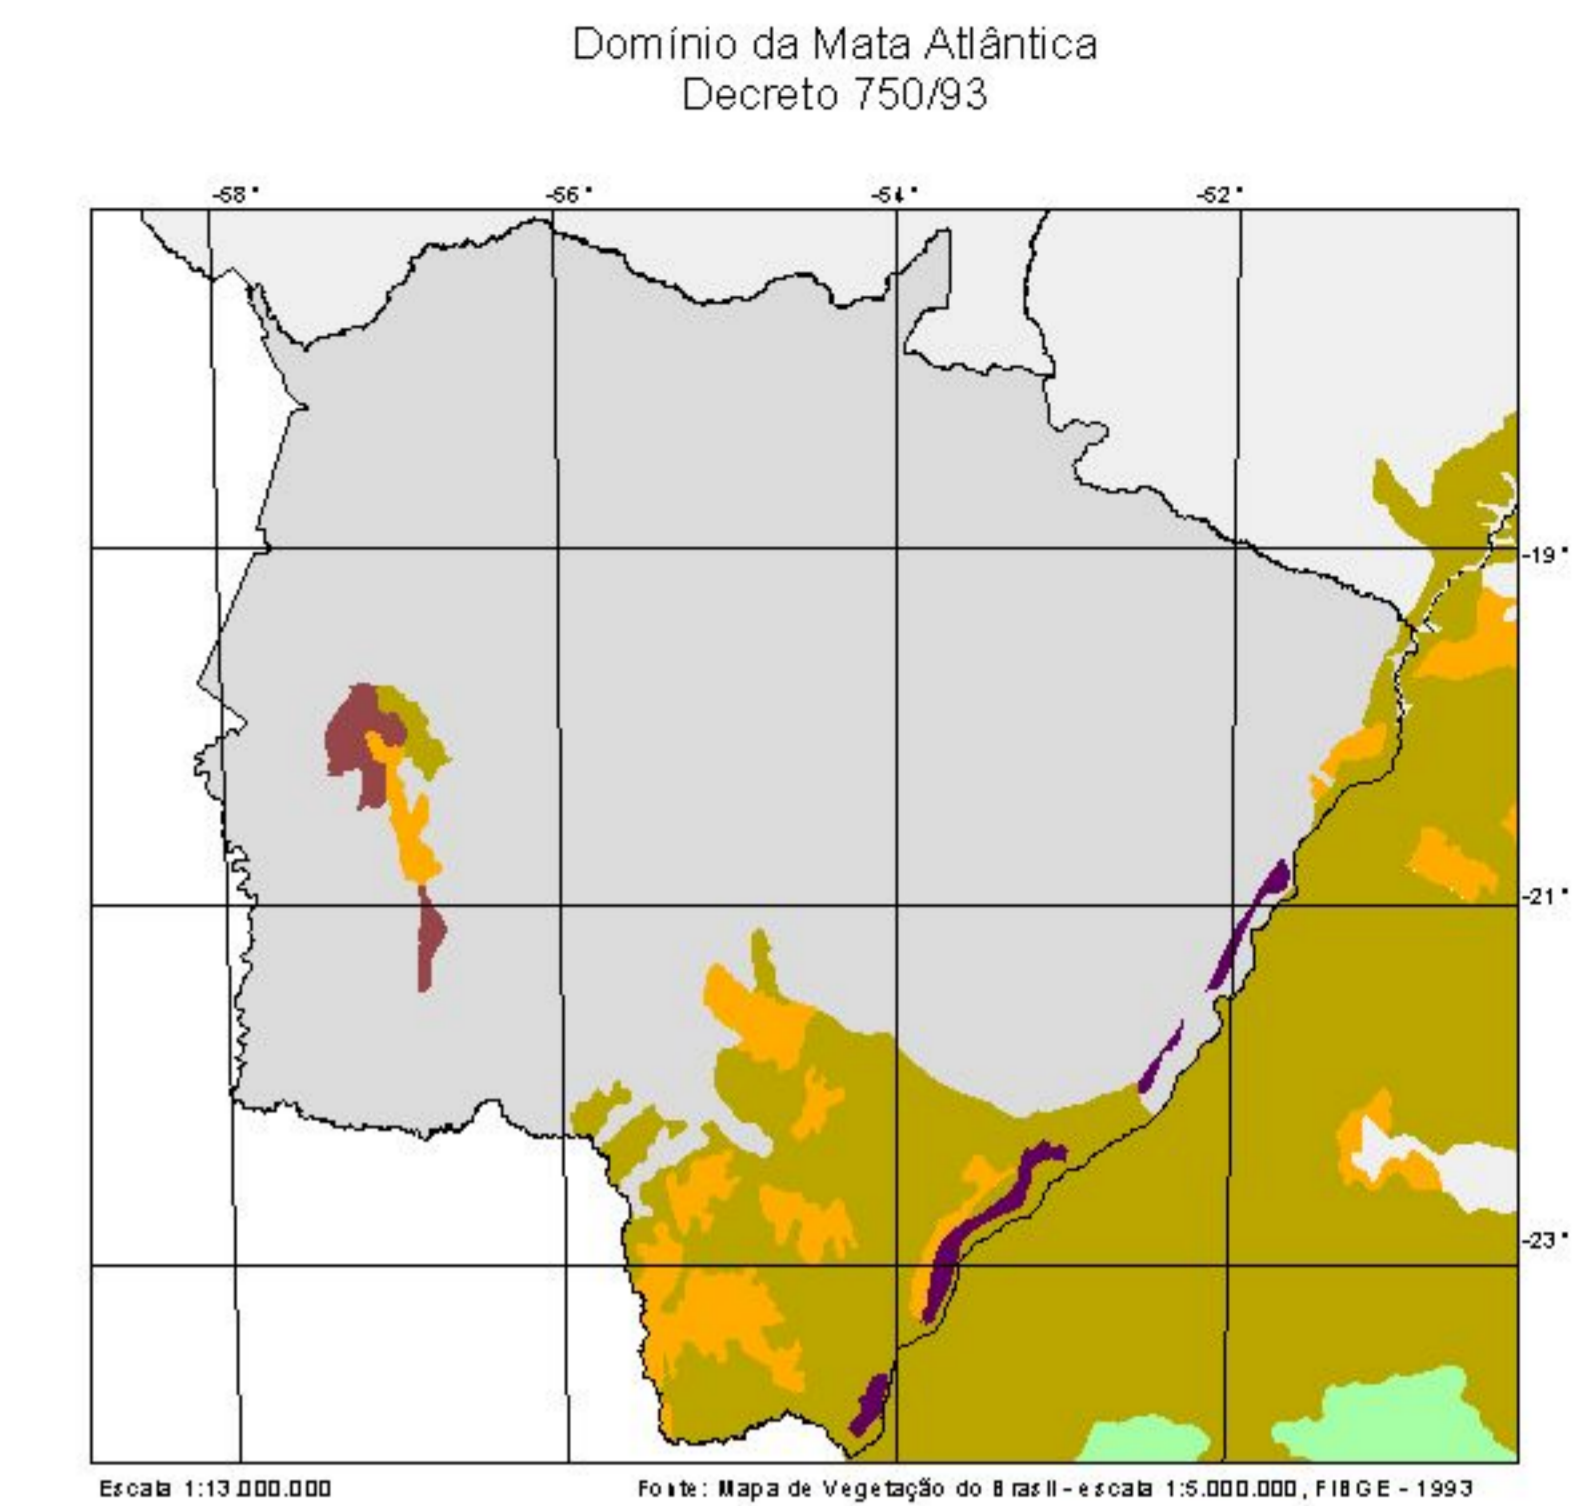 Domínio da Mata Atlântica
Decreto 750/93
-58° -56° -54° -52°
-19°
-21°
-23°
Escala 1:13.000.000
Fonte: Mapa de Vegetação do Brasil - escala 1:5.000.000, FIBGE - 1993